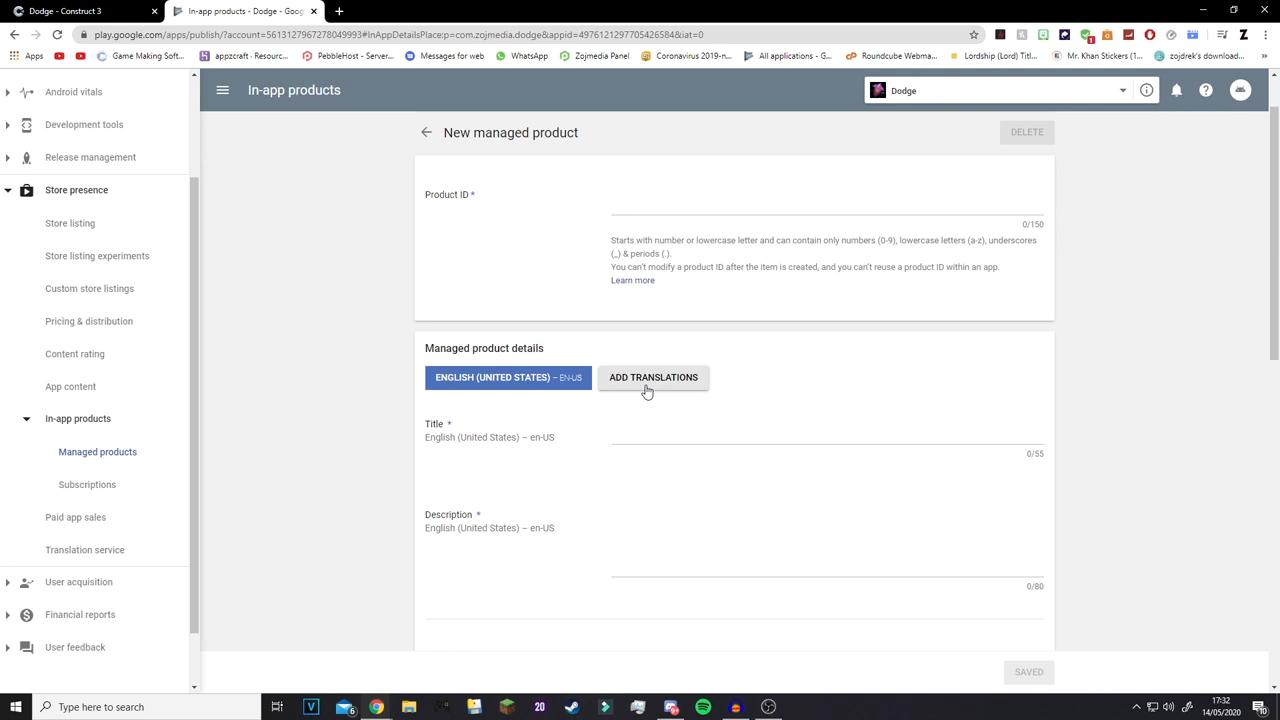 Dodge - Construct 3
In-app products - Dodge - Goog
play.google.com/apps/publish/?account=5613127967278049993#InAppDetailsPlace:p=com.zojmedia.dodge&appid=4976121297705426584&iat=0
Apps
Game Making Soft...
appzcraft - Resourc...
PebbleHost - Server...
Messages for web
WhatsApp
Zojmedia Panel
Coronavirus 2019-n...
All applications - G...
Roundcube Webma...
Lordship (Lord) Titl...
Mr. Khan Stickers (1...
zojdrek's downloa...
»
Android vitals
Development tools
Release management
Store presence
Store listing
Store listing experiments
Custom store listings
Pricing & distribution
Content rating
App content
In-app products
Managed products
Subscriptions
Paid app sales
Translation service
User acquisition
Financial reports
User feedback
In-app products
Dodge
New managed product
DELETE
Product ID *
0/150
Starts with number or lowercase letter and can contain only numbers (0-9), lowercase letters (a-z), underscores
(_) & periods (.).
You can't modify a product ID after the item is created, and you can't reuse a product ID within an app.
Learn more
Managed product details
ENGLISH (UNITED STATES) – EN-US
ADD TRANSLATIONS
Title *
English (United States) – en-US
0/55
Description *
English (United States) – en-US
0/80
SAVED
Type here to search
20
17:32
14/05/2020